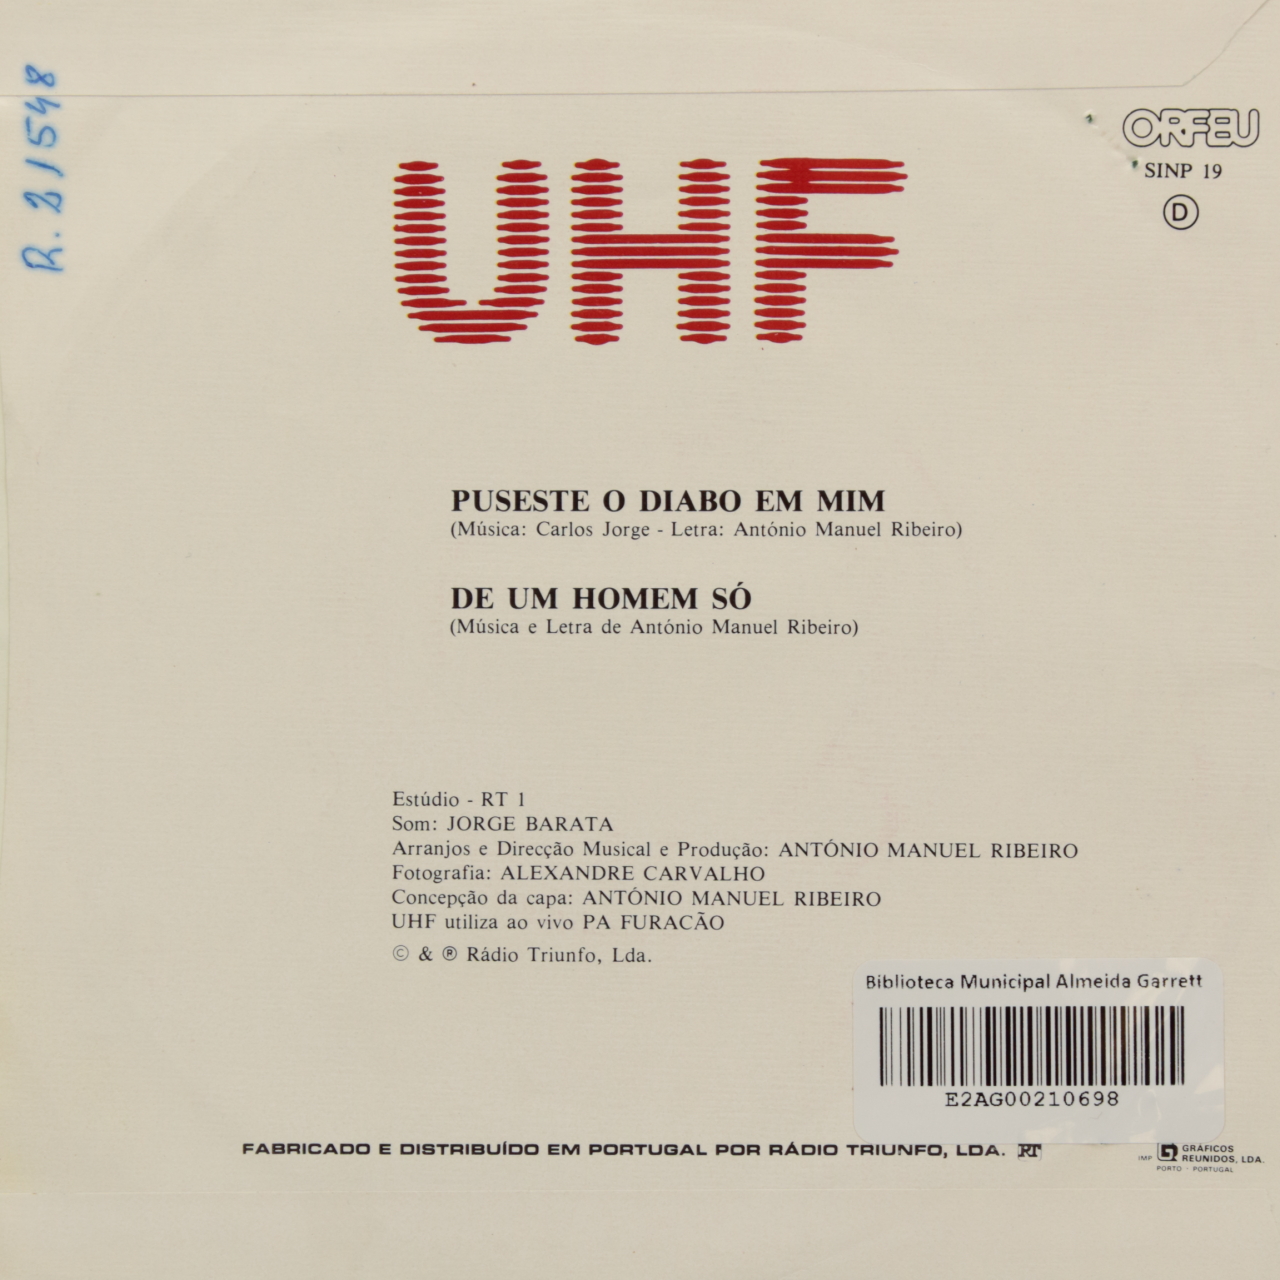 R. 21548
ORFEU
SINP 19
D
UHF
PUSESTE O DIABO EM MIM
(Música: Carlos Jorge - Letra: António Manuel Ribeiro)
DE UM HOMEM SÓ
(Música e Letra de António Manuel Ribeiro)
Estúdio - RT 1
Som: JORGE BARATA
Arranjos e Direcção Musical e Produção: ANTÓNIO MANUEL RIBEIRO
Fotografia: ALEXANDRE CARVALHO
Concepção da capa: ANTÓNIO MANUEL RIBEIRO
UHF utiliza ao vivo PA FURACÃO
© & ℗ Rádio Triunfo, Lda.
Biblioteca Municipal Almeida Garrett
E2AG00210698
FABRICADO E DISTRIBUÍDO EM PORTUGAL POR RÁDIO TRIUNFO, LDA. RT
IMP GRÁFICOS
REUNIDOS, LDA.
PORTO - PORTUGAL